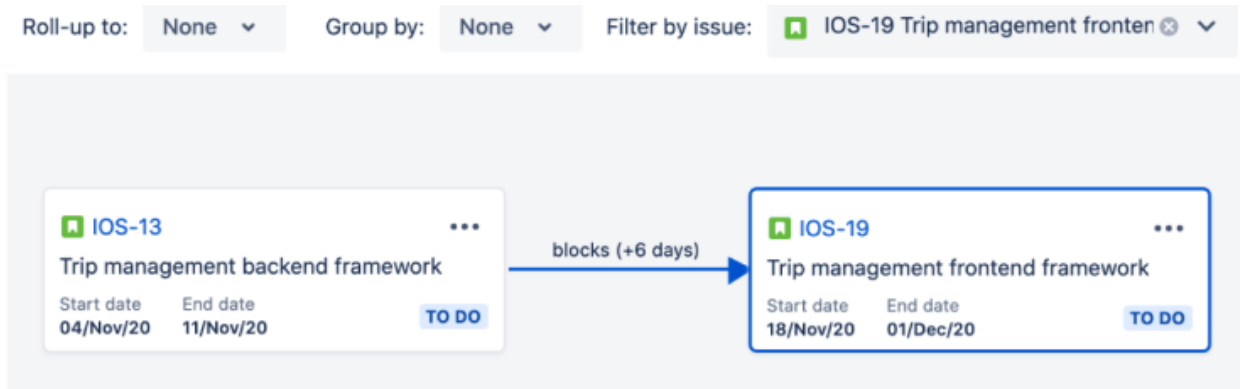 Roll-up to: None Group by: None Filter by issue: IOS-19 Trip management fronten
IOS-13
Trip management backend framework
Start date End date
04/Nov/20 11/Nov/20
TO DO
blocks (+6 days)
IOS-19
Trip management frontend framework
Start date End date
18/Nov/20 01/Dec/20
TO DO